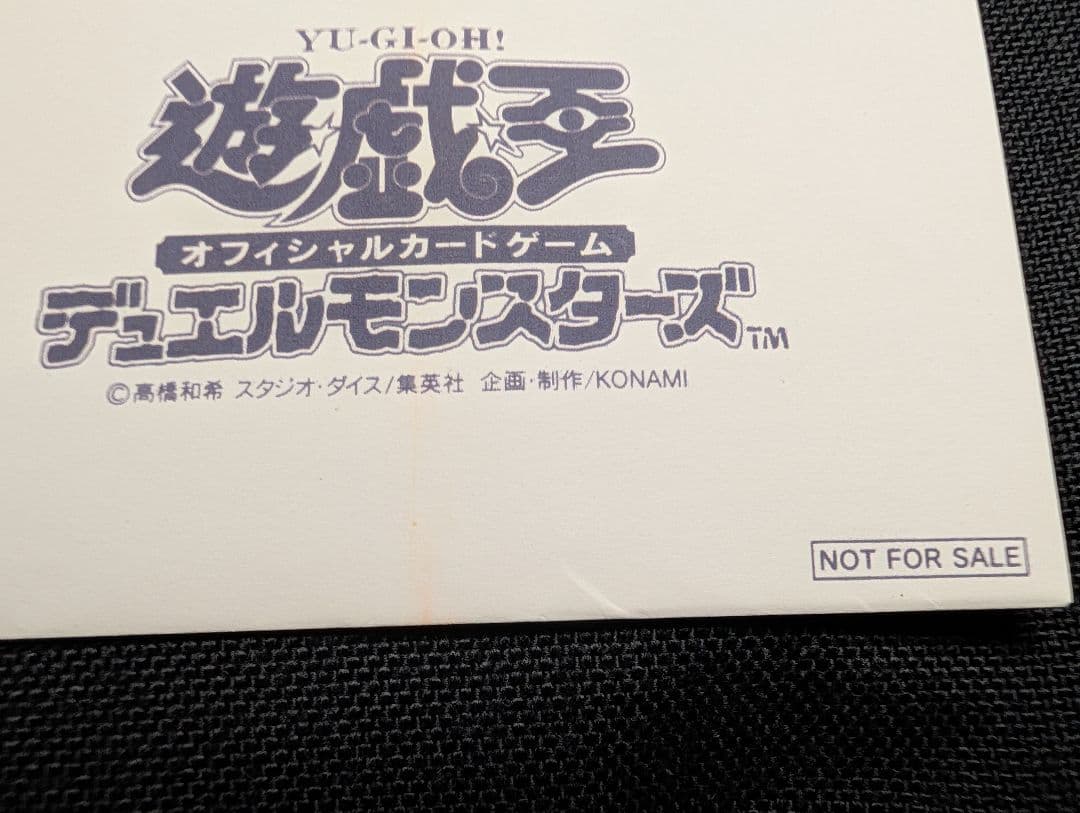 YU-GI-OH!
遊戯王
オフィシャルカードゲーム
デュエルモンスターズTM
©高橋和希 スタジオ・ダイス/集英社 企画・制作/KONAMI
NOT FOR SALE